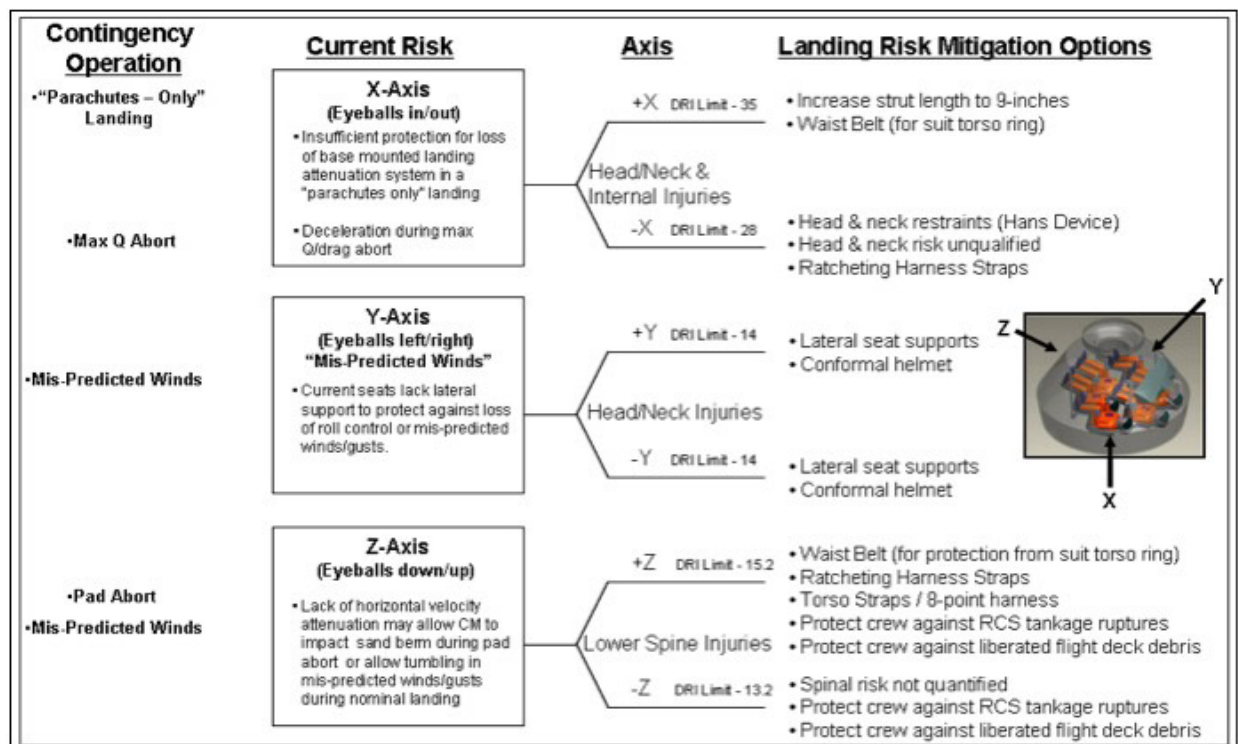 Contingency
Operation
Current Risk
Axis
Landing Risk Mitigation Options
•"Parachutes – Only"
Landing
•Max Q Abort
X-Axis
(Eyeballs in/out)
• Insufficient protection for loss
of base mounted landing
attenuation system in a
"parachutes only" landing
• Deceleration during max
Q/drag abort
+X DRI Limit - 35
Head/Neck &
Internal Injuries
-X DRI Limit - 28
• Increase strut length to 9-inches
• Waist Belt (for suit torso ring)
• Head & neck restraints (Hans Device)
• Head & neck risk unqualified
• Ratcheting Harness Straps
•Mis-Predicted Winds
Y-Axis
(Eyeballs left/right)
"Mis-Predicted Winds"
• Current seats lack lateral
support to protect against loss
of roll control or mis-predicted
winds/gusts.
+Y DRI Limit - 14
Head/Neck Injuries
-Y DRI Limit - 14
• Lateral seat supports
• Conformal helmet
• Lateral seat supports
• Conformal helmet
Y
Z
X
•Pad Abort
•Mis-Predicted Winds
Z-Axis
(Eyeballs down/up)
• Lack of horizontal velocity
attenuation may allow CM to
impact sand berm during pad
abort or allow tumbling in
mis-predicted winds/gusts
during nominal landing
+Z DRI Limit - 15.2
Lower Spine Injuries
-Z DRI Limit - 13.2
• Waist Belt (for protection from suit torso ring)
• Ratcheting Harness Straps
• Torso Straps / 8-point harness
• Protect crew against RCS tankage ruptures
• Protect crew against liberated flight deck debris
• Spinal risk not quantified
• Protect crew against RCS tankage ruptures
• Protect crew against liberated flight deck debris